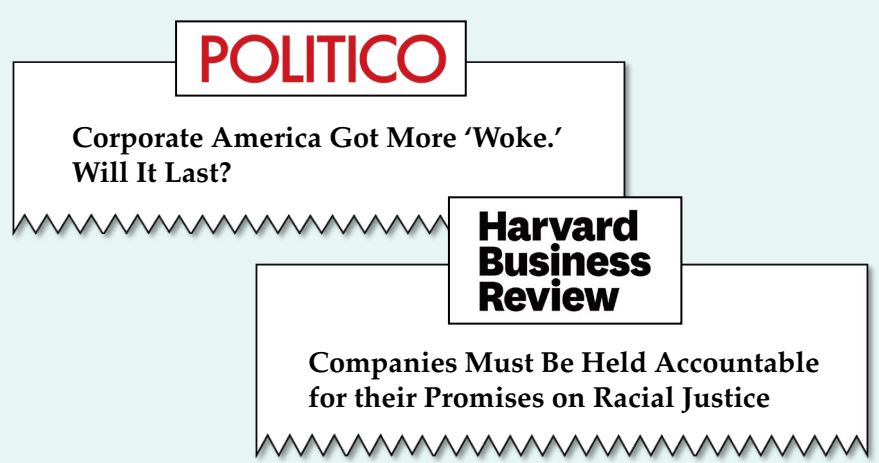 POLITICO
Corporate America Got More ‘Woke.’
Will It Last?
Harvard
Business
Review
Companies Must Be Held Accountable
for their Promises on Racial Justice